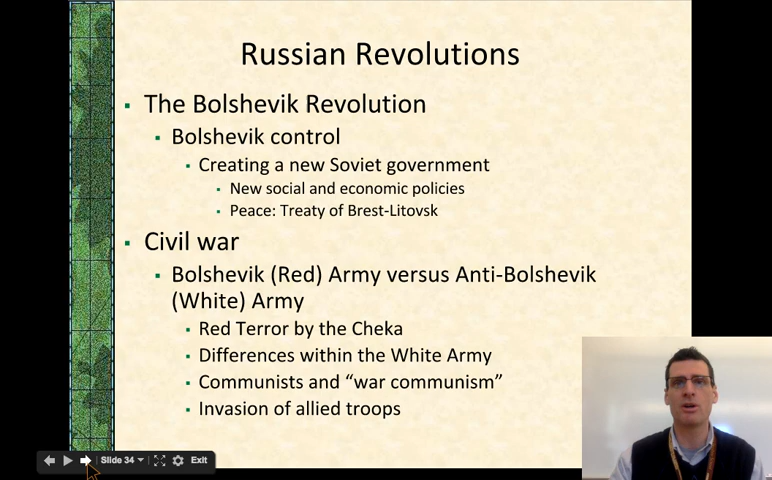 Russian Revolutions
The Bolshevik Revolution
Bolshevik control
Creating a new Soviet government
New social and economic policies
Peace: Treaty of Brest-Litovsk
Civil war
Bolshevik (Red) Army versus Anti-Bolshevik
(White) Army
Red Terror by the Cheka
Differences within the White Army
Communists and “war communism”
Invasion of allied troops
Slide 34 Exit